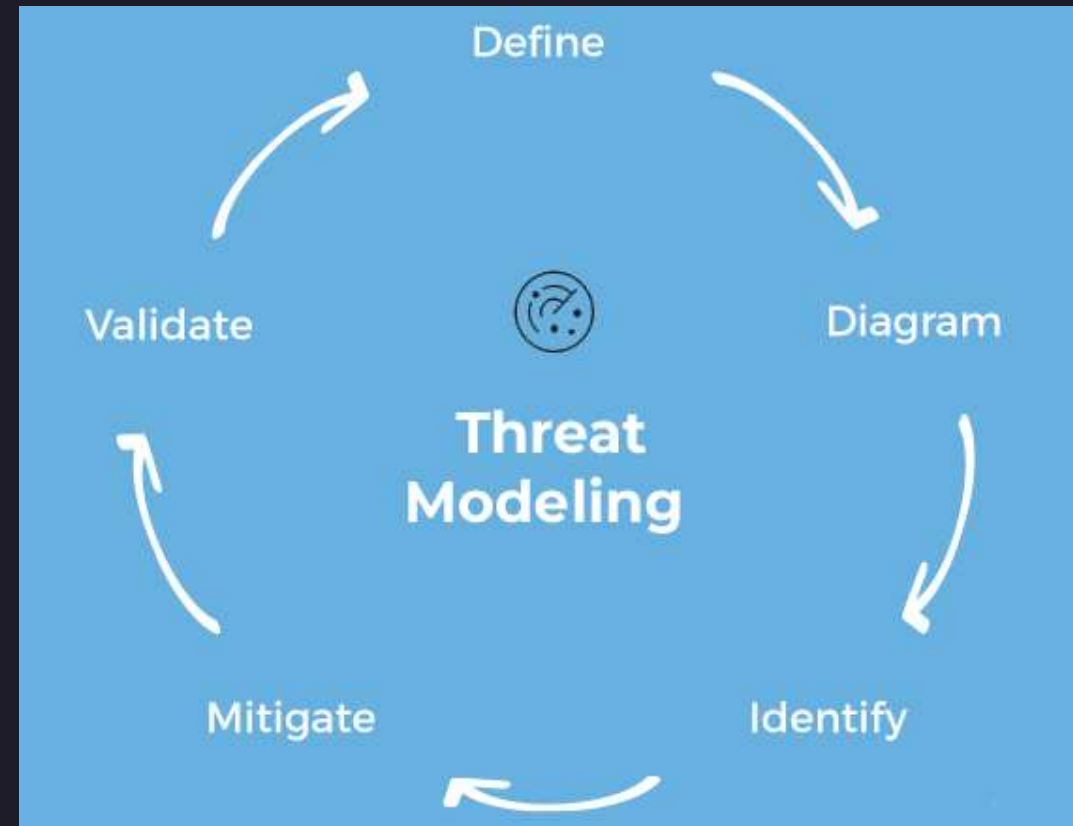 Define
Diagram
Identify
Mitigate
Validate
Threat
Modeling